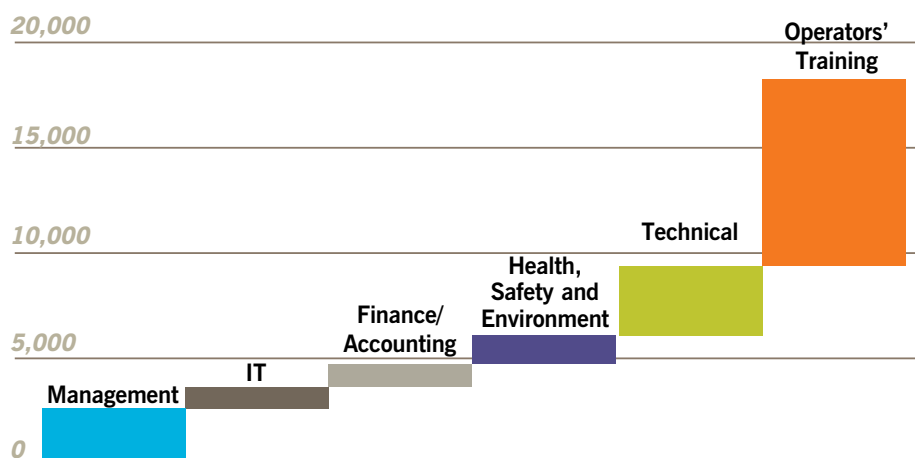 20,000
Operators’
Training
15,000
10,000
Technical
Health,
Safety and
Environment
Finance/
Accounting
5,000
IT
Management
0